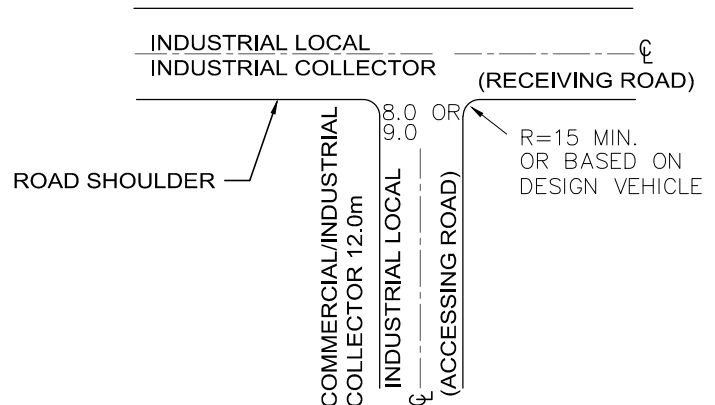 INDUSTRIAL LOCAL
INDUSTRIAL COLLECTOR
℄
(RECEIVING ROAD)
8.0 OR
9.0
R=15 MIN.
OR BASED ON
DESIGN VEHICLE
ROAD SHOULDER
COMMERCIAL/INDUSTRIAL
COLLECTOR 12.0m
INDUSTRIAL LOCAL
℄
(ACCESSING ROAD)